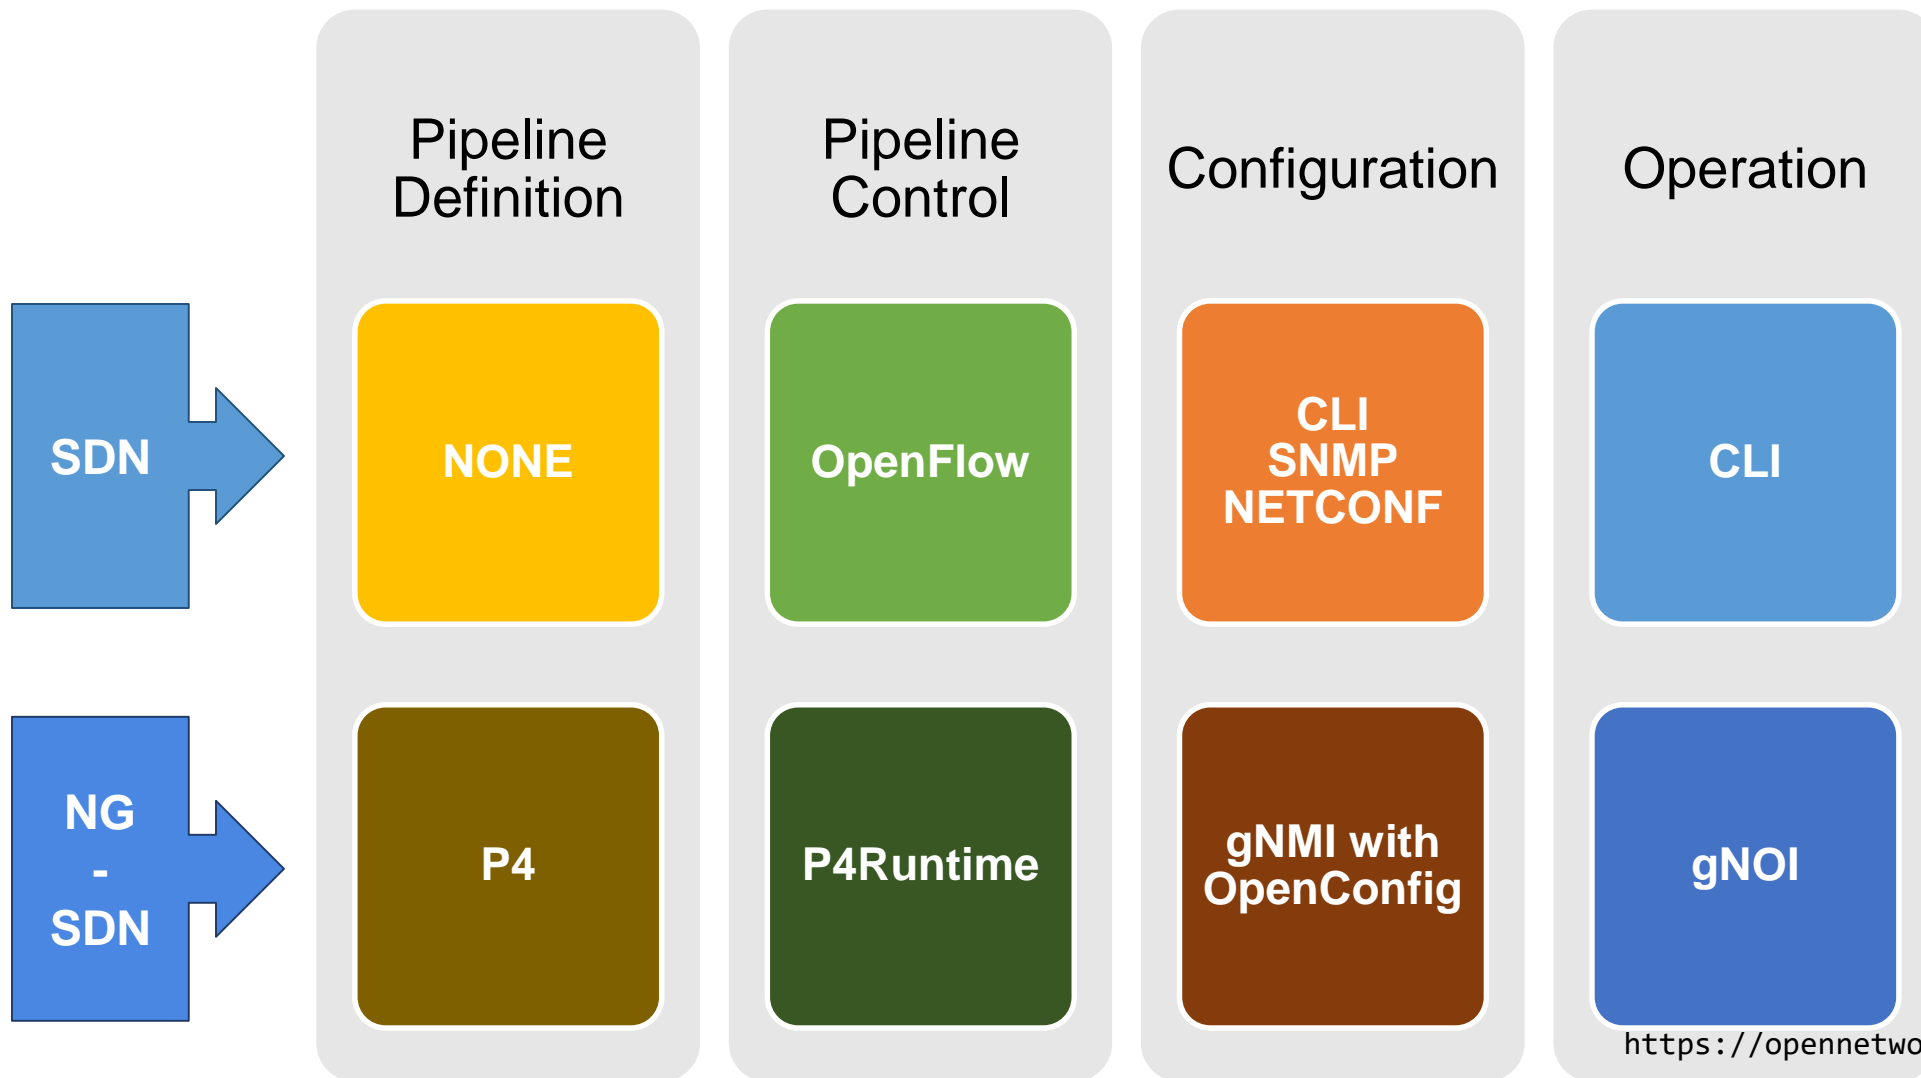 Pipeline
Definition
Pipeline
Control
Configuration
Operation
SDN
NONE
OpenFlow
CLI
SNMP
NETCONF
CLI
NG
-
SDN
P4
P4Runtime
gNMI with
OpenConfig
gNOI
https://opennetwo